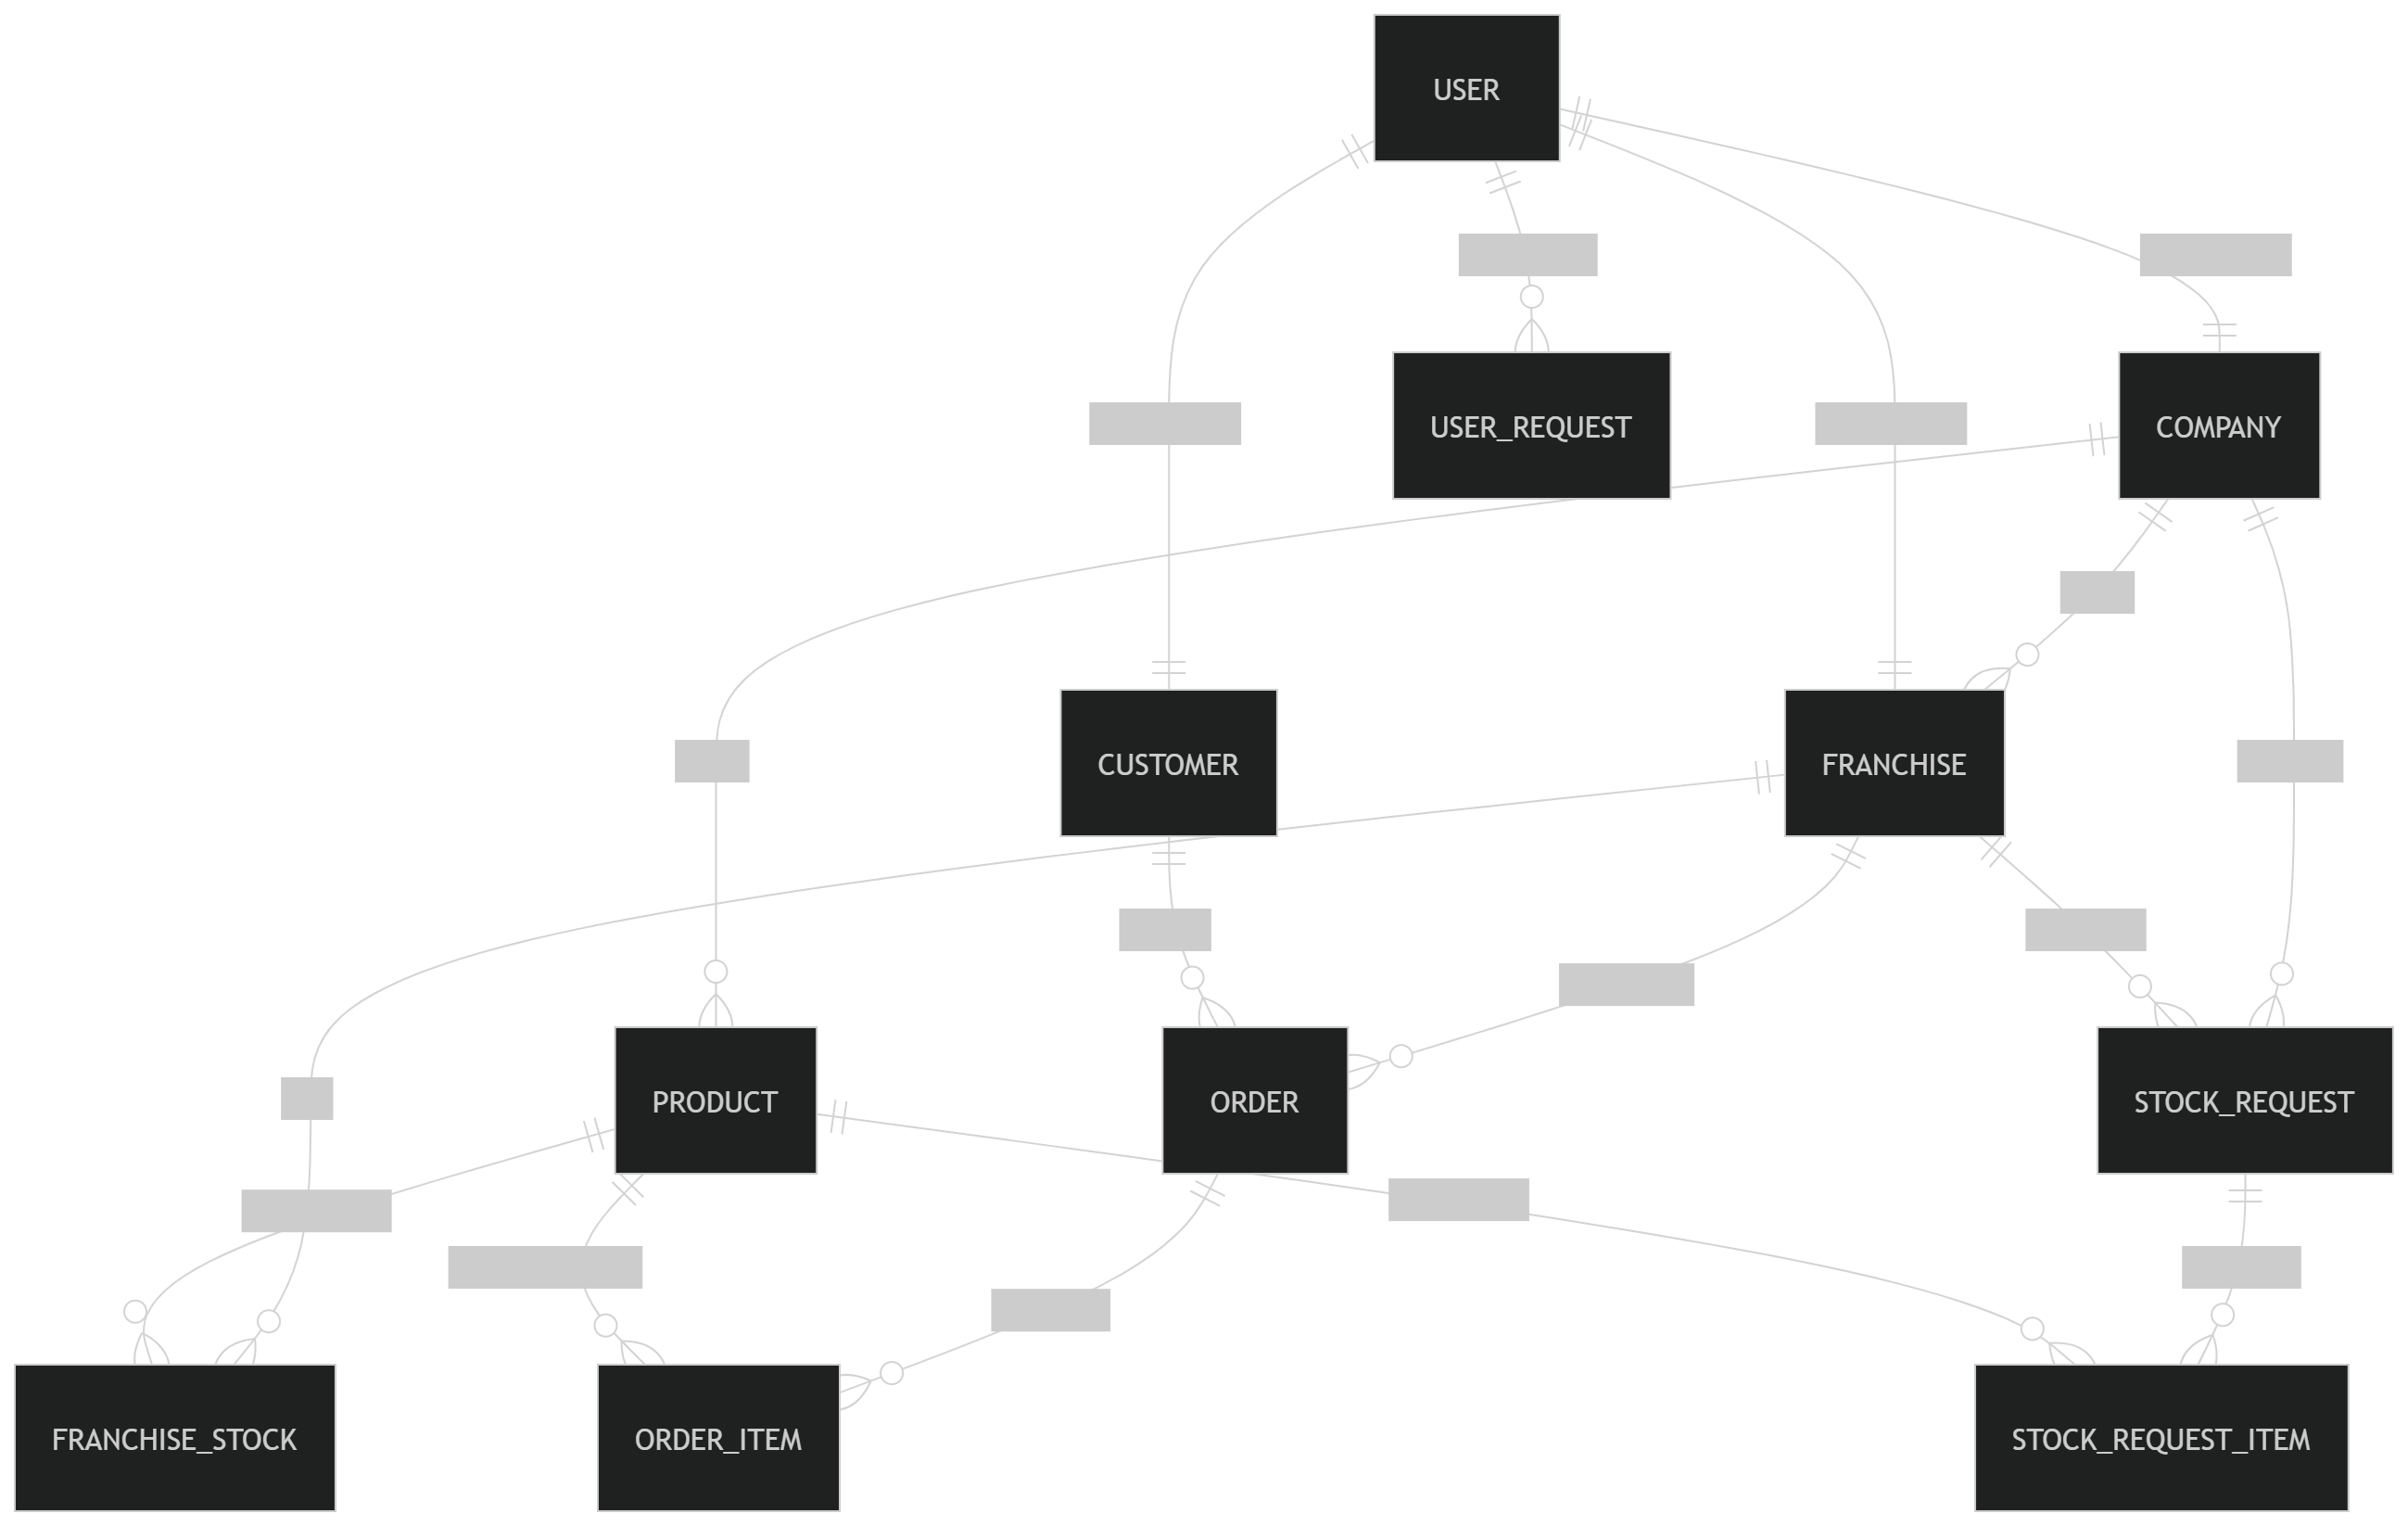 USER
USER_REQUEST
COMPANY
CUSTOMER
FRANCHISE
PRODUCT
ORDER
STOCK_REQUEST
FRANCHISE_STOCK
ORDER_ITEM
STOCK_REQUEST_ITEM